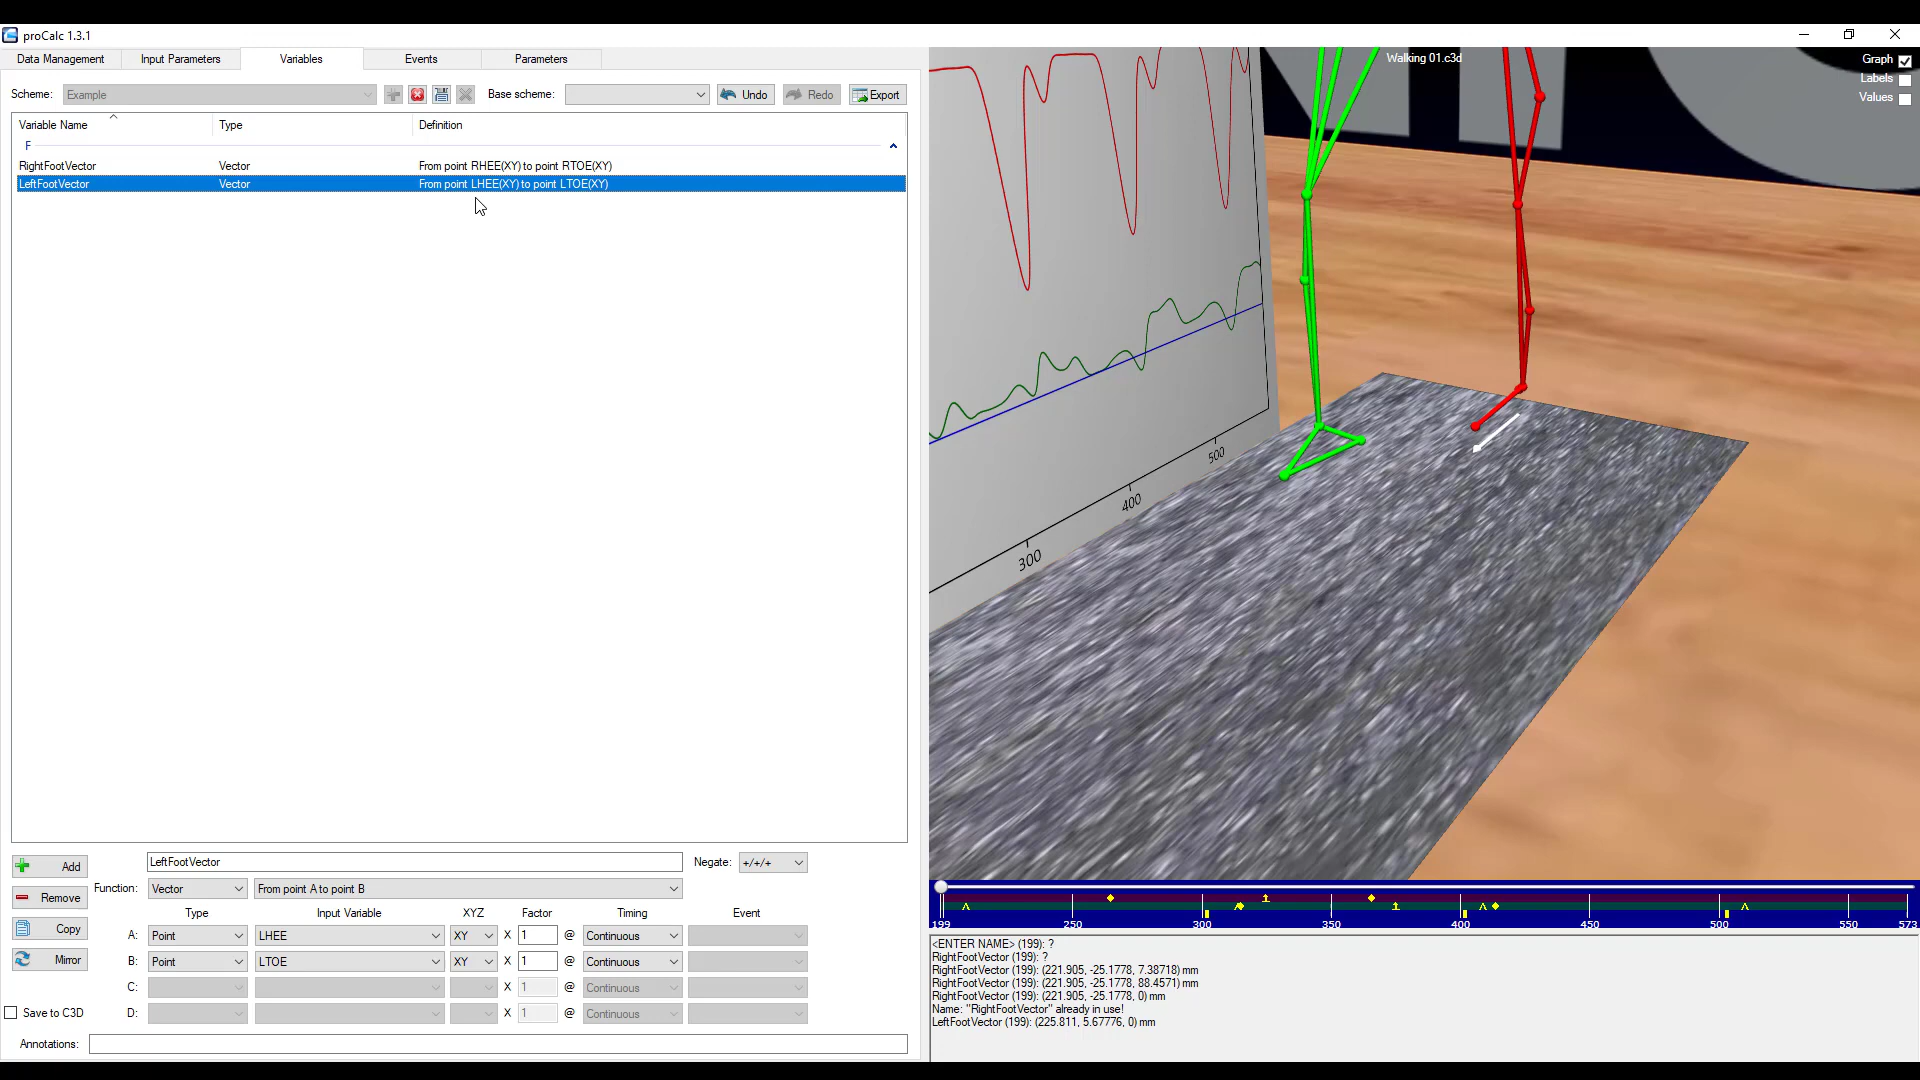 proCalc 1.3.1
Data Management Input Parameters Variables Events Parameters
Scheme: Example Base scheme: Undo Redo Export
Variable Name Type Definition
F
RightFootVector Vector From point RHEE(XY) to point RTOE(XY)
LeftFootVector Vector From point LHEE(XY) to point LTOE(XY)
Add LeftFootVector Negate: +/+/+
Function: Vector From point A to point B
Remove
Type Input Variable XYZ Factor Timing Event
Copy A: Point LHEE XY X 1 @ Continuous
Mirror B: Point LTOE XY X 1 @ Continuous
C: X 1 @ Continuous
Save to C3D D: X 1 @ Continuous
Annotations:
Walking 01.c3d
Graph
Labels
Values
300 400 500
199 250 300 350 400 450 500 550 573
<ENTER NAME> (199): ?
RightFootVector (199): ?
RightFootVector (199): (221.905, -25.1778, 7.38718) mm
RightFootVector (199): (221.905, -25.1778, 88.4571) mm
RightFootVector (199): (221.905, -25.1778, 0) mm
Name: "RightFootVector" already in use!
LeftFootVector (199): (225.811, 5.67776, 0) mm